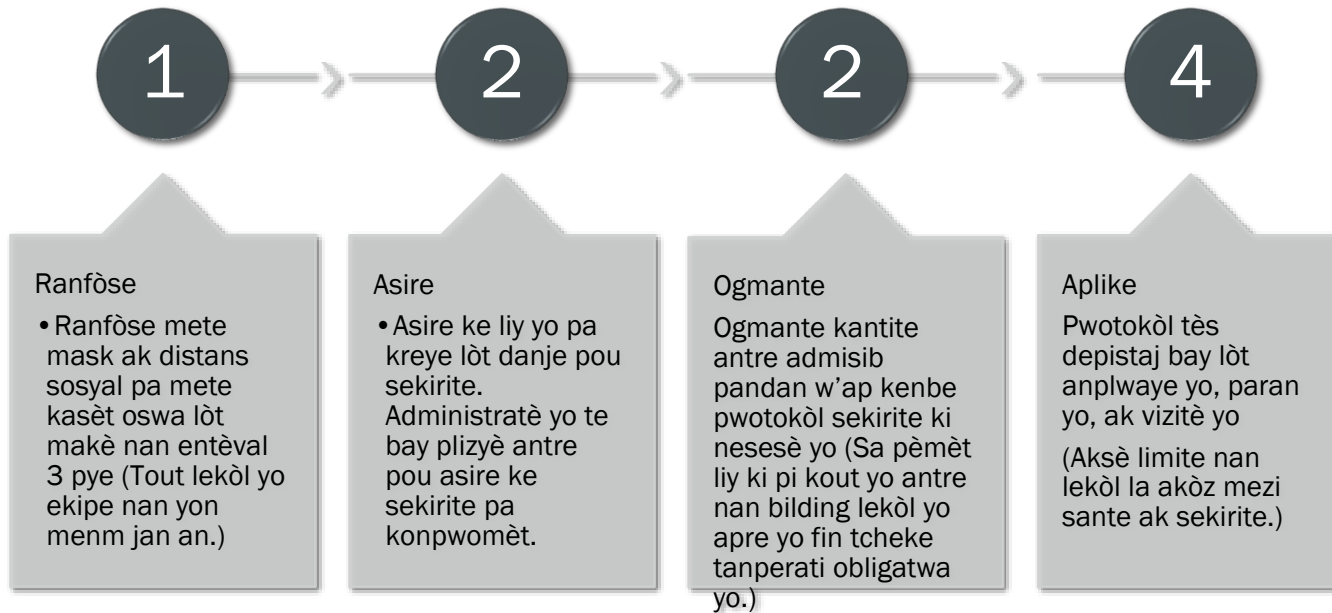 1
2
2
4
Ranfòse
•Ranfòse mete
mask ak distans
sosyal pa mete
kasèt oswa lòt
makè nan entèval
3 pye (Tout lekòl yo
ekipe nan yon
menm jan an.)
Asire
•Asire ke liy yo pa
kreye lòt danje pou
sekirite.
Administratè yo te
bay plizyè antre
pou asire ke
sekirite pa
konpwomèt.
Ogmante
Ogmante kantite
antre admisib
pandan w’ap kenbe
pwotokòl sekirite ki
nesesè yo (Sa pèmèt
liy ki pi kout yo antre
nan bilding lekòl yo
apre yo fin tcheke
tanperati obligatwa
yo.)
Aplike
Pwotokòl tès
depistaj bay lòt
anplwaye yo, paran
yo, ak vizitè yo
(Aksè limite nan
lekòl la akòz mezi
sante ak sekirite.)